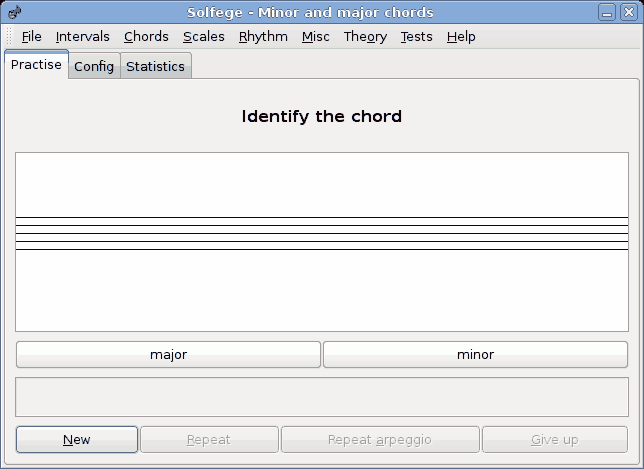 Solfege - Minor and major chords
File Intervals Chords Scales Rhythm Misc Theory Tests Help
Practise Config Statistics
Identify the chord
major minor
New Repeat Repeat arpeggio Give up